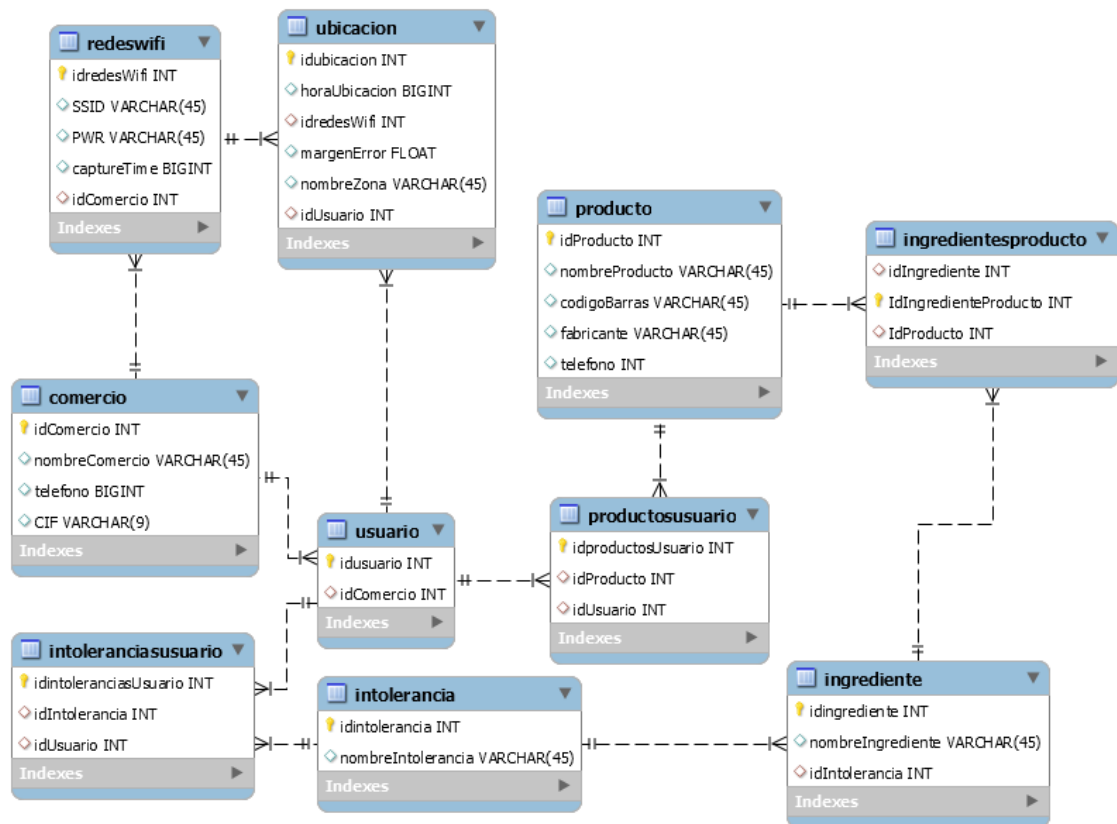 redeswifi
idredesWifi INT
SSID VARCHAR(45)
PWR VARCHAR(45)
captureTime BIGINT
idComercio INT
Indexes
ubicacion
idubicacion INT
horaUbicacion BIGINT
idredesWifi INT
margenError FLOAT
nombreZona VARCHAR(45)
idUsuario INT
Indexes
producto
idProducto INT
nombreProducto VARCHAR(45)
codigoBarras VARCHAR(45)
fabricante VARCHAR(45)
telefono INT
Indexes
ingredientesproducto
idIngrediente INT
IdIngredienteProducto INT
IdProducto INT
Indexes
comercio
idComercio INT
nombreComercio VARCHAR(45)
telefono BIGINT
CIF VARCHAR(9)
Indexes
usuario
idusuario INT
idComercio INT
Indexes
productosusuario
idproductosUsuario INT
idProducto INT
idUsuario INT
Indexes
intoleranciasusuario
idintoleranciasUsuario INT
idIntolerancia INT
idUsuario INT
Indexes
intolerancia
idintolerancia INT
nombreIntolerancia VARCHAR(45)
Indexes
ingrediente
idingrediente INT
nombreIngrediente VARCHAR(45)
idIntolerancia INT
Indexes